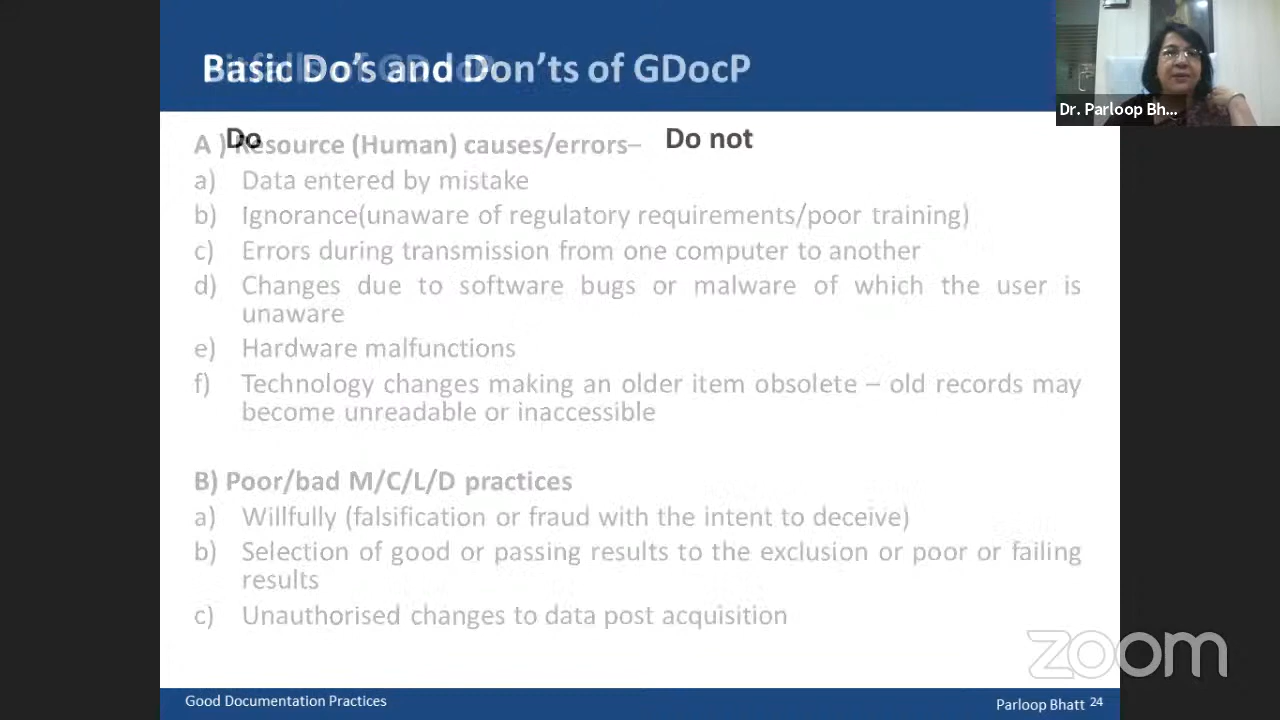 Basic Do's and Don'ts of GDocP
Do
Do not
A ) Resource (Human) causes/errors–
a) Data entered by mistake
b) Ignorance(unaware of regulatory requirements/poor training)
c) Errors during transmission from one computer to another
d) Changes due to software bugs or malware of which the user is
unaware
e) Hardware malfunctions
f) Technology changes making an older item obsolete – old records may
become unreadable or inaccessible
B) Poor/bad M/C/L/D practices
a) Willfully (falsification or fraud with the intent to deceive)
b) Selection of good or passing results to the exclusion or poor or failing
results
c) Unauthorised changes to data post acquisition
Good Documentation Practices
Parloop Bhatt 24
Dr. Parloop Bh...
zoom